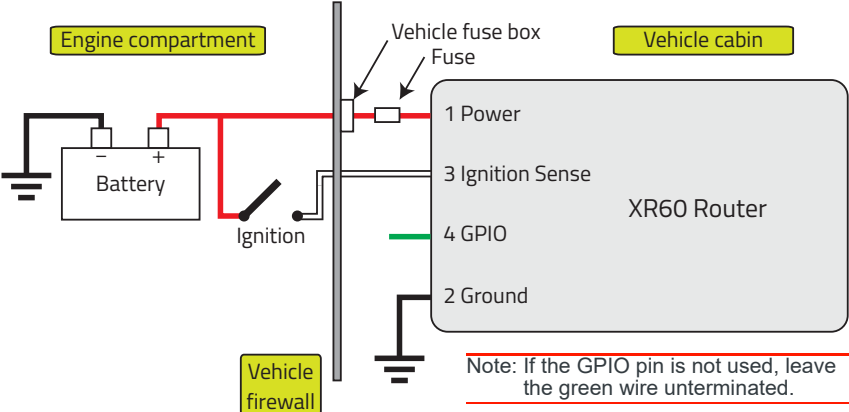 Engine compartment
Vehicle fuse box
Fuse
Vehicle cabin
1 Power
– +
Battery
3 Ignition Sense
XR60 Router
Ignition
4 GPIO
2 Ground
Vehicle
firewall
Note: If the GPIO pin is not used, leave
the green wire unterminated.